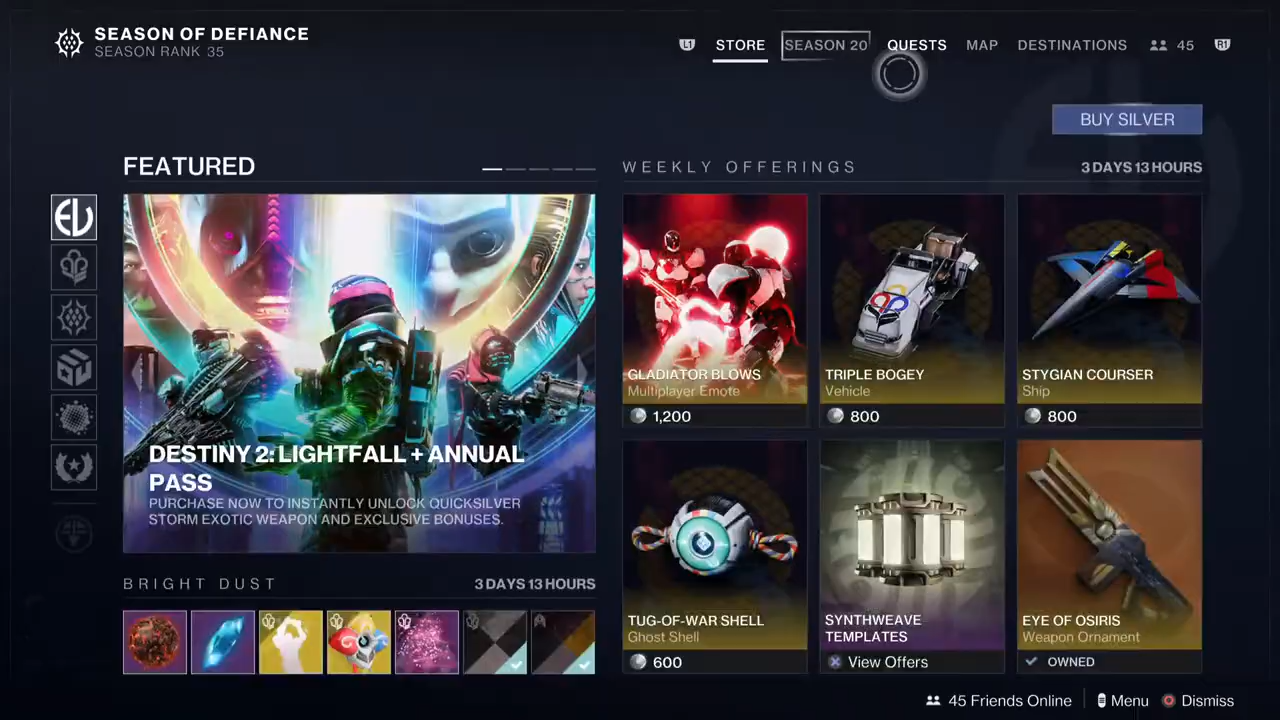 SEASON OF DEFIANCE
SEASON RANK 35
L1
STORE
SEASON 20
QUESTS
MAP
DESTINATIONS
45
R1
BUY SILVER
FEATURED
WEEKLY OFFERINGS
3 DAYS 13 HOURS
DESTINY 2: LIGHTFALL + ANNUAL
PASS
PURCHASE NOW TO INSTANTLY UNLOCK QUICKSILVER
STORM EXOTIC WEAPON AND EXCLUSIVE BONUSES.
GLADIATOR BLOWS
Multiplayer Emote
1,200
TRIPLE BOGEY
Vehicle
800
STYGIAN COURSER
Ship
800
BRIGHT DUST
3 DAYS 13 HOURS
TUG-OF-WAR SHELL
Ghost Shell
600
SYNTHWEAVE
TEMPLATES
View Offers
EYE OF OSIRIS
Weapon Ornament
OWNED
45 Friends Online
Menu
Dismiss